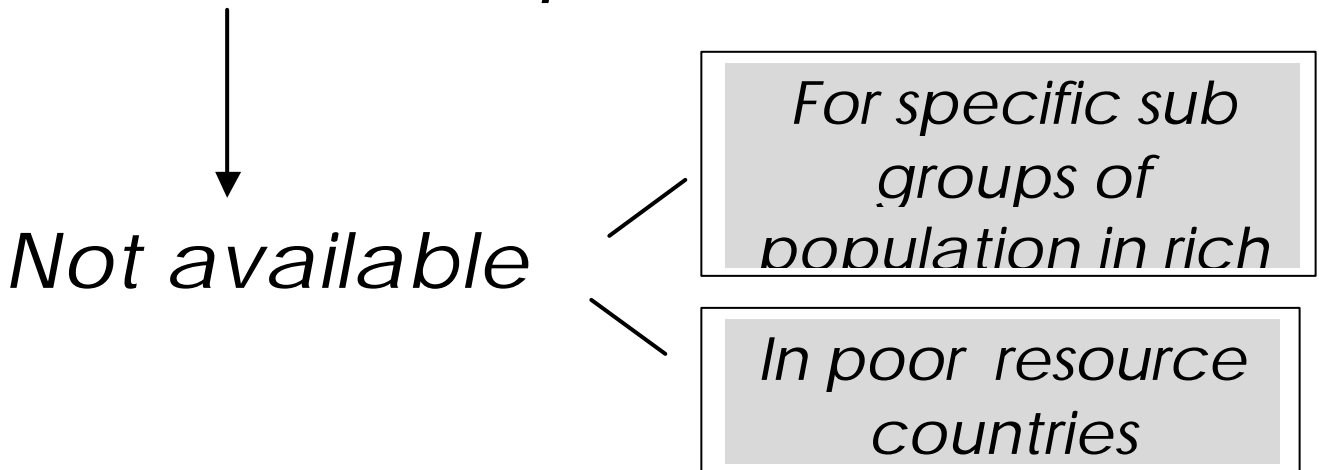 Not available
For specific sub
groups of
population in rich
In poor resource
countries